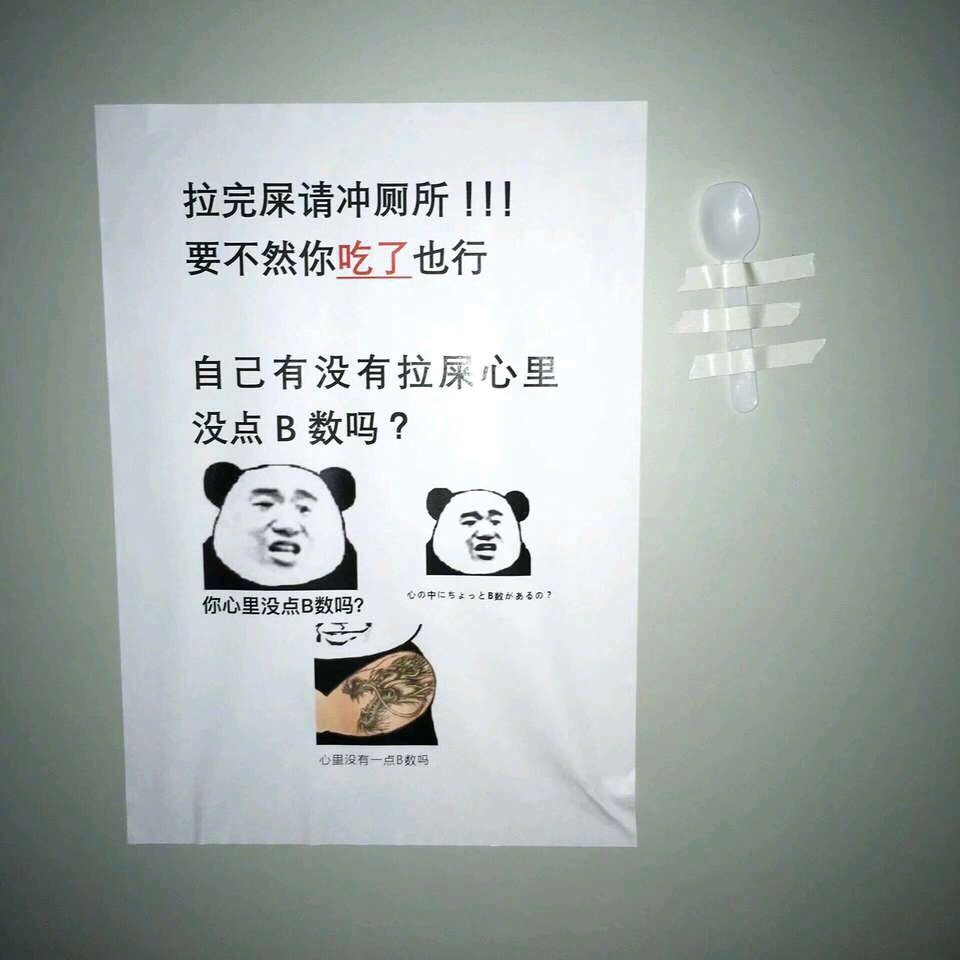 拉完屎请冲厕所！！！
要不然你吃了也行
自己有没有拉屎心里
没点 B 数吗？
你心里没点B数吗?
心の中にちょっとB数があるの？
心里没有一点B数吗